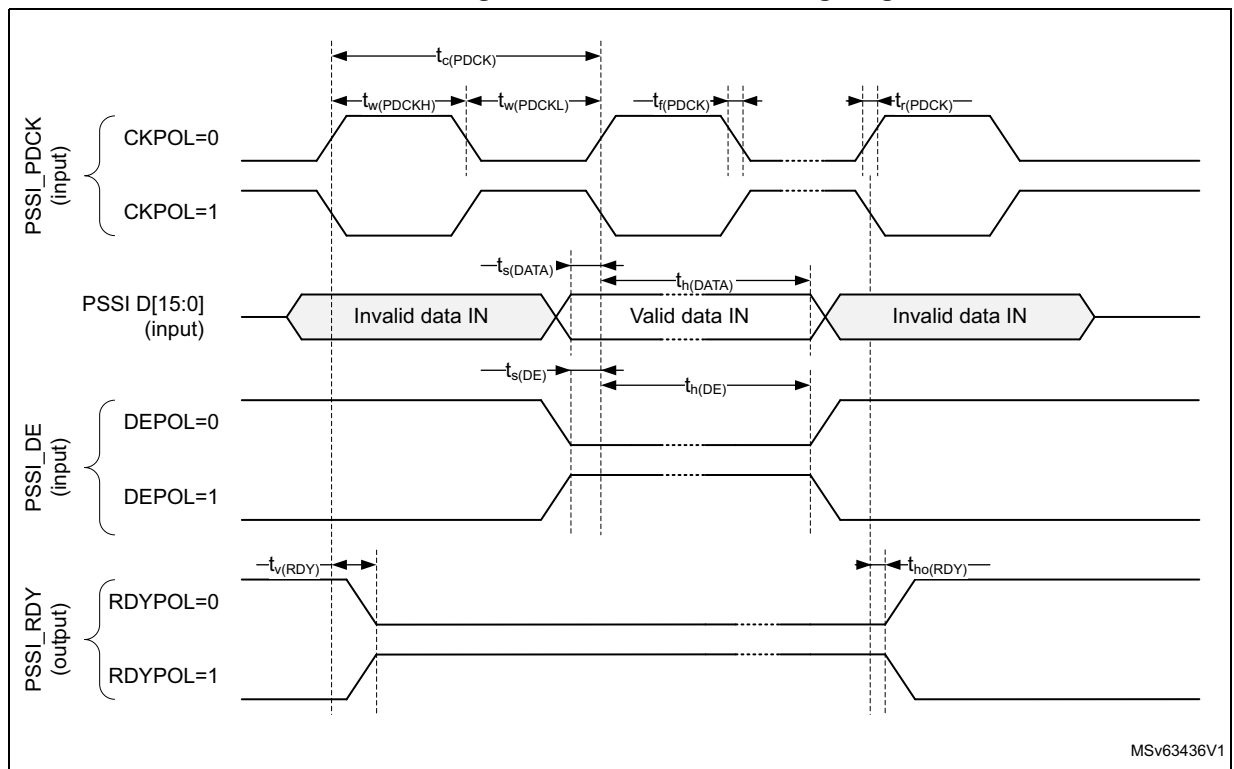 tc(PDCK)
tw(PDCKH)
tw(PDCKL)
tf(PDCK)
tr(PDCK)
PSSI_PDCK
(input)
CKPOL=0
CKPOL=1
ts(DATA)
th(DATA)
PSSI D[15:0]
(input)
Invalid data IN
Valid data IN
Invalid data IN
ts(DE)
th(DE)
PSSI_DE
(input)
DEPOL=0
DEPOL=1
tv(RDY)
tho(RDY)
PSSI_RDY
(output)
RDYPOL=0
RDYPOL=1
MSv63436V1